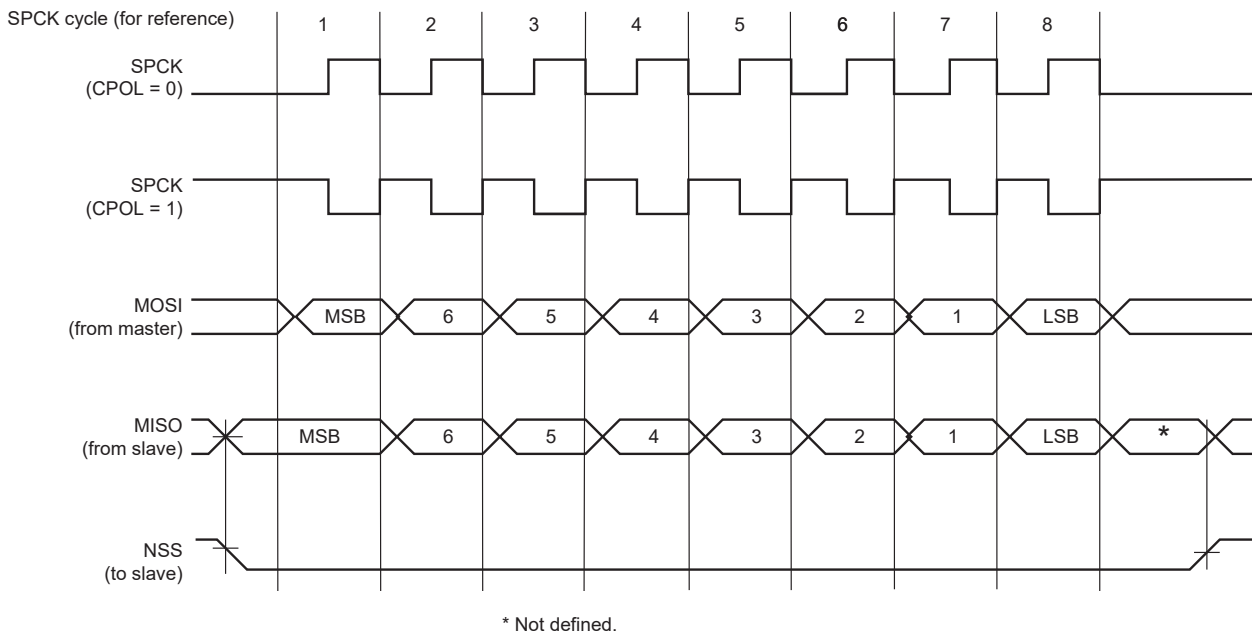 SPCK cycle (for reference)
1 2 3 4 5 6 7 8
SPCK
(CPOL = 0)
SPCK
(CPOL = 1)
MOSI
(from master)
MSB 6 5 4 3 2 1 LSB
MISO
(from slave)
MSB 6 5 4 3 2 1 LSB *
NSS
(to slave)
* Not defined.